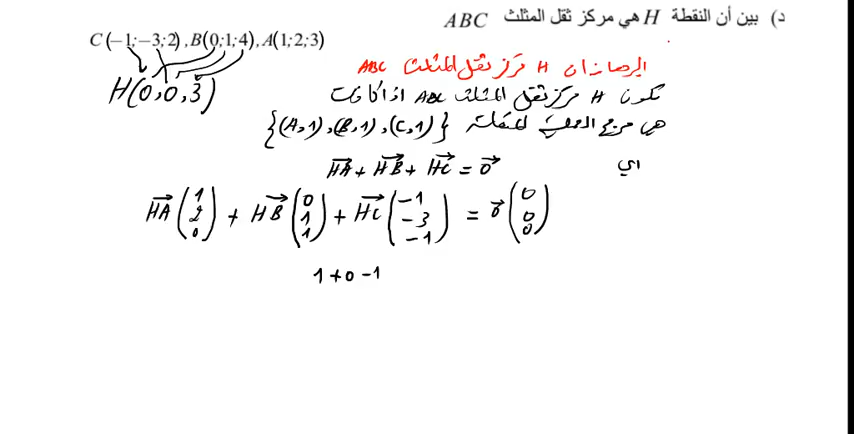 د) بين أن النقطة H هي مركز ثقل المثلث ABC
C(−1;−3;2) ,B(0;1;4),A(1;2;3)
البرهان ان H مركز ثقل المثلث ABC
H(0,0,3)
تكون H مركز ثقل المثلث ABC اذا كانت
هي مرجح الجملة المثقلة {(A,1),(B,1),(C,1)}
اي HA + HB + HC = 0
HA(1 2 0) + HB(0 1 1) + HC(−1 −3 −1) = 0(0 0 0)
1+0−1